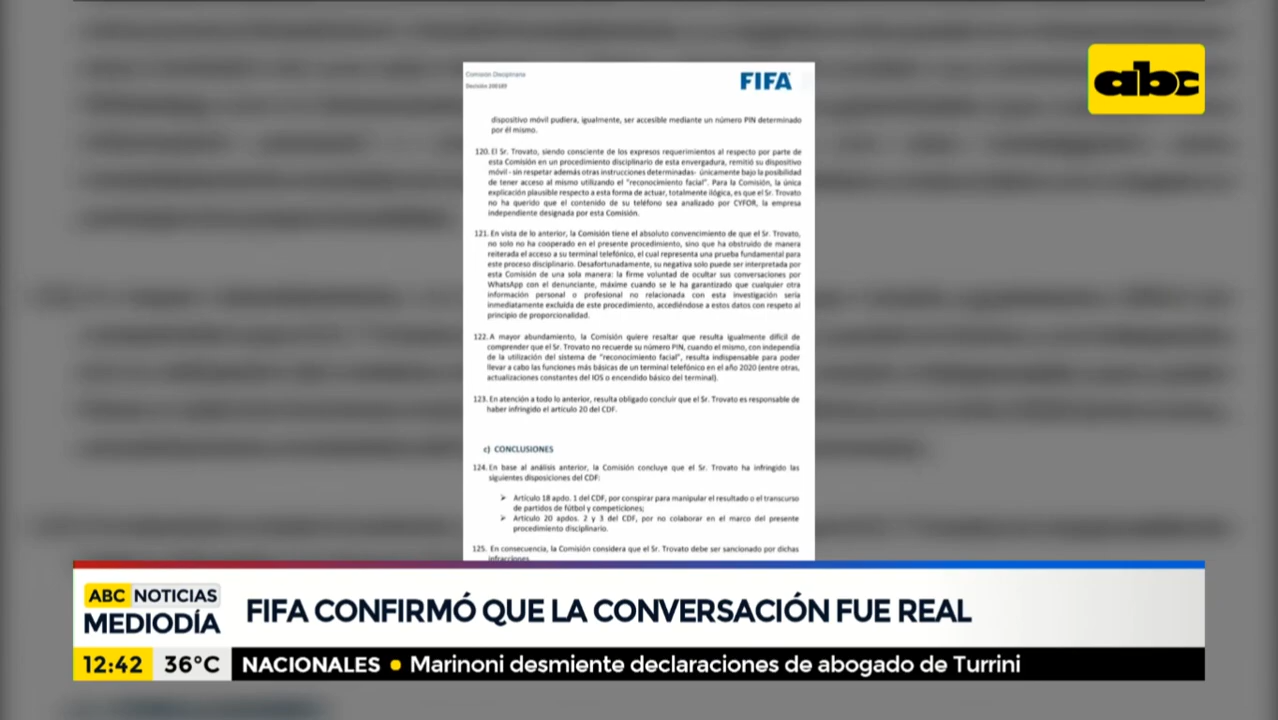 Comisión Disciplinaria
FIFA
abc
dispositivo móvil pudiera, igualmente, ser accesible mediante un número PIN determinado
por él mismo.
120. El Sr. Trovato, siendo consciente de los expresos requerimientos al respecto por parte de
esta Comisión en un procedimiento disciplinario de esta envergadura, remitió su dispositivo
móvil - sin respetar además otras instrucciones determinadas- únicamente bajo la posibilidad
de tener acceso al mismo utilizando el "reconocimiento facial". Para la Comisión, la única
explicación plausible respecto a esta forma de actuar, totalmente ilógica, es que el Sr. Trovato
no ha querido que el contenido de su teléfono sea analizado por CYFOR, la empresa
independiente designada por esta Comisión.
121. En vista de lo anterior, la Comisión tiene el absoluto convencimiento de que el Sr. Trovato,
no solo no ha cooperado en el presente procedimiento, sino que ha obstruido de manera
reiterada el acceso a su terminal telefónico, el cual representa una prueba fundamental para
este proceso disciplinario. Desafortunadamente, su negativa solo puede ser interpretada por
esta Comisión de una sola manera: la firme voluntad de ocultar sus conversaciones por
WhatsApp con el denunciante, máxime cuando se le ha garantizado que cualquier otra
información personal o profesional no relacionada con esta investigación sería
inmediatamente excluida de este procedimiento, accediéndose a estos datos con respeto al
principio de proporcionalidad.
122. A mayor abundamiento, la Comisión quiere resaltar que resulta igualmente difícil de
comprender que el Sr. Trovato no recuerde su número PIN, cuando el mismo, con independia
de la utilización del sistema de "reconocimiento facial", resulta indispensable para poder
llevar a cabo las funciones más básicas de un terminal telefónico en el año 2020 (entre otras,
actualizaciones constantes del IOS o encendido básico del terminal).
123. En atención a todo lo anterior, resulta obligado concluir que el Sr. Trovato es responsable de
haber infringido el artículo 20 del CDF.
c) CONCLUSIONES
124. En base al análisis anterior, la Comisión concluye que el Sr. Trovato ha infringido las
siguientes disposiciones del CDF:
➢ Artículo 18 apdo. 1 del CDF, por conspirar para manipular el resultado o el transcurso
de partidos de fútbol y competiciones;
➢ Artículo 20 apdos. 2 y 3 del CDF, por no colaborar en el marco del presente
procedimiento disciplinario.
125. En consecuencia, la Comisión considera que el Sr. Trovato debe ser sancionado por dichas
infracciones.
ABC NOTICIAS
MEDIODÍA
FIFA CONFIRMÓ QUE LA CONVERSACIÓN FUE REAL
12:42 36°C NACIONALES • Marinoni desmiente declaraciones de abogado de Turrini